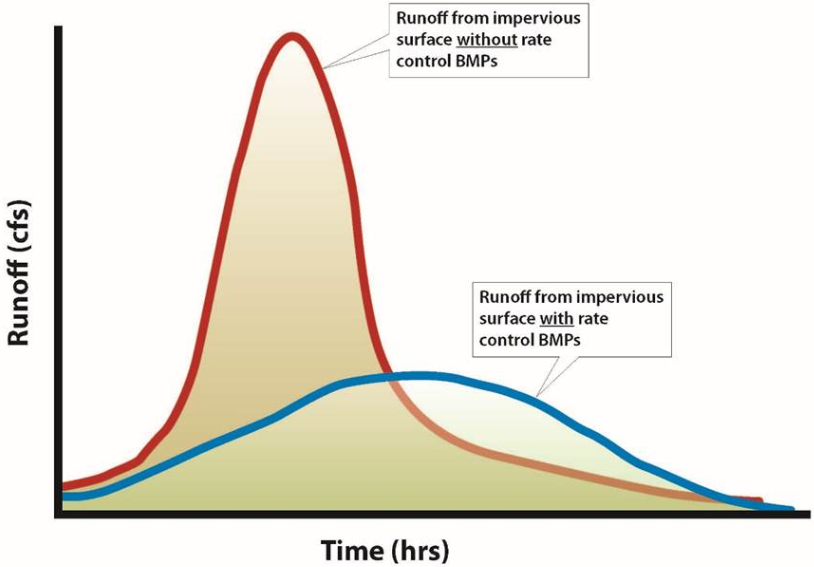 Runoff from impervious
surface without rate
control BMPs
Runoff (cfs)
Runoff from impervious
surface with rate
control BMPs
Time (hrs)